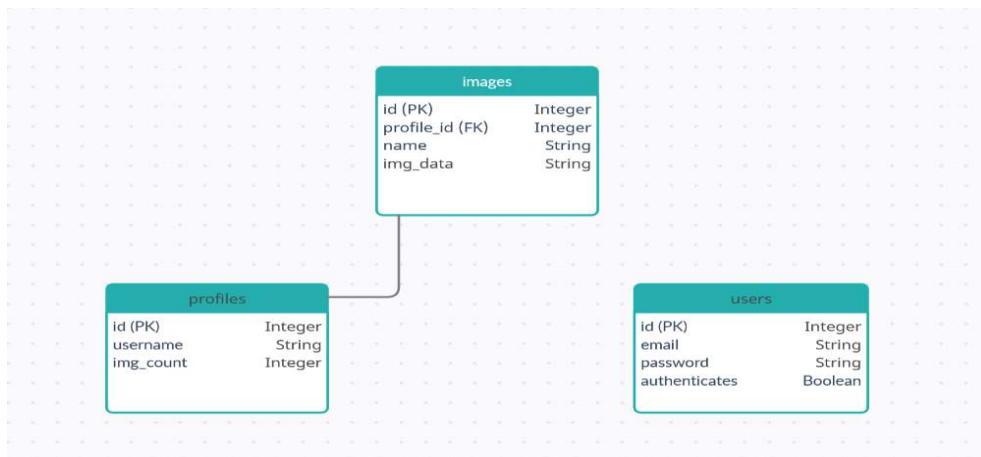 images
id (PK) Integer
profile_id (FK) Integer
name String
img_data String
profiles
id (PK) Integer
username String
img_count Integer
users
id (PK) Integer
email String
password String
authenticates Boolean